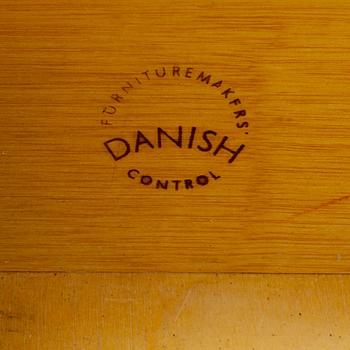 FURNITUREMAKERS'
DANISH
CONTROL